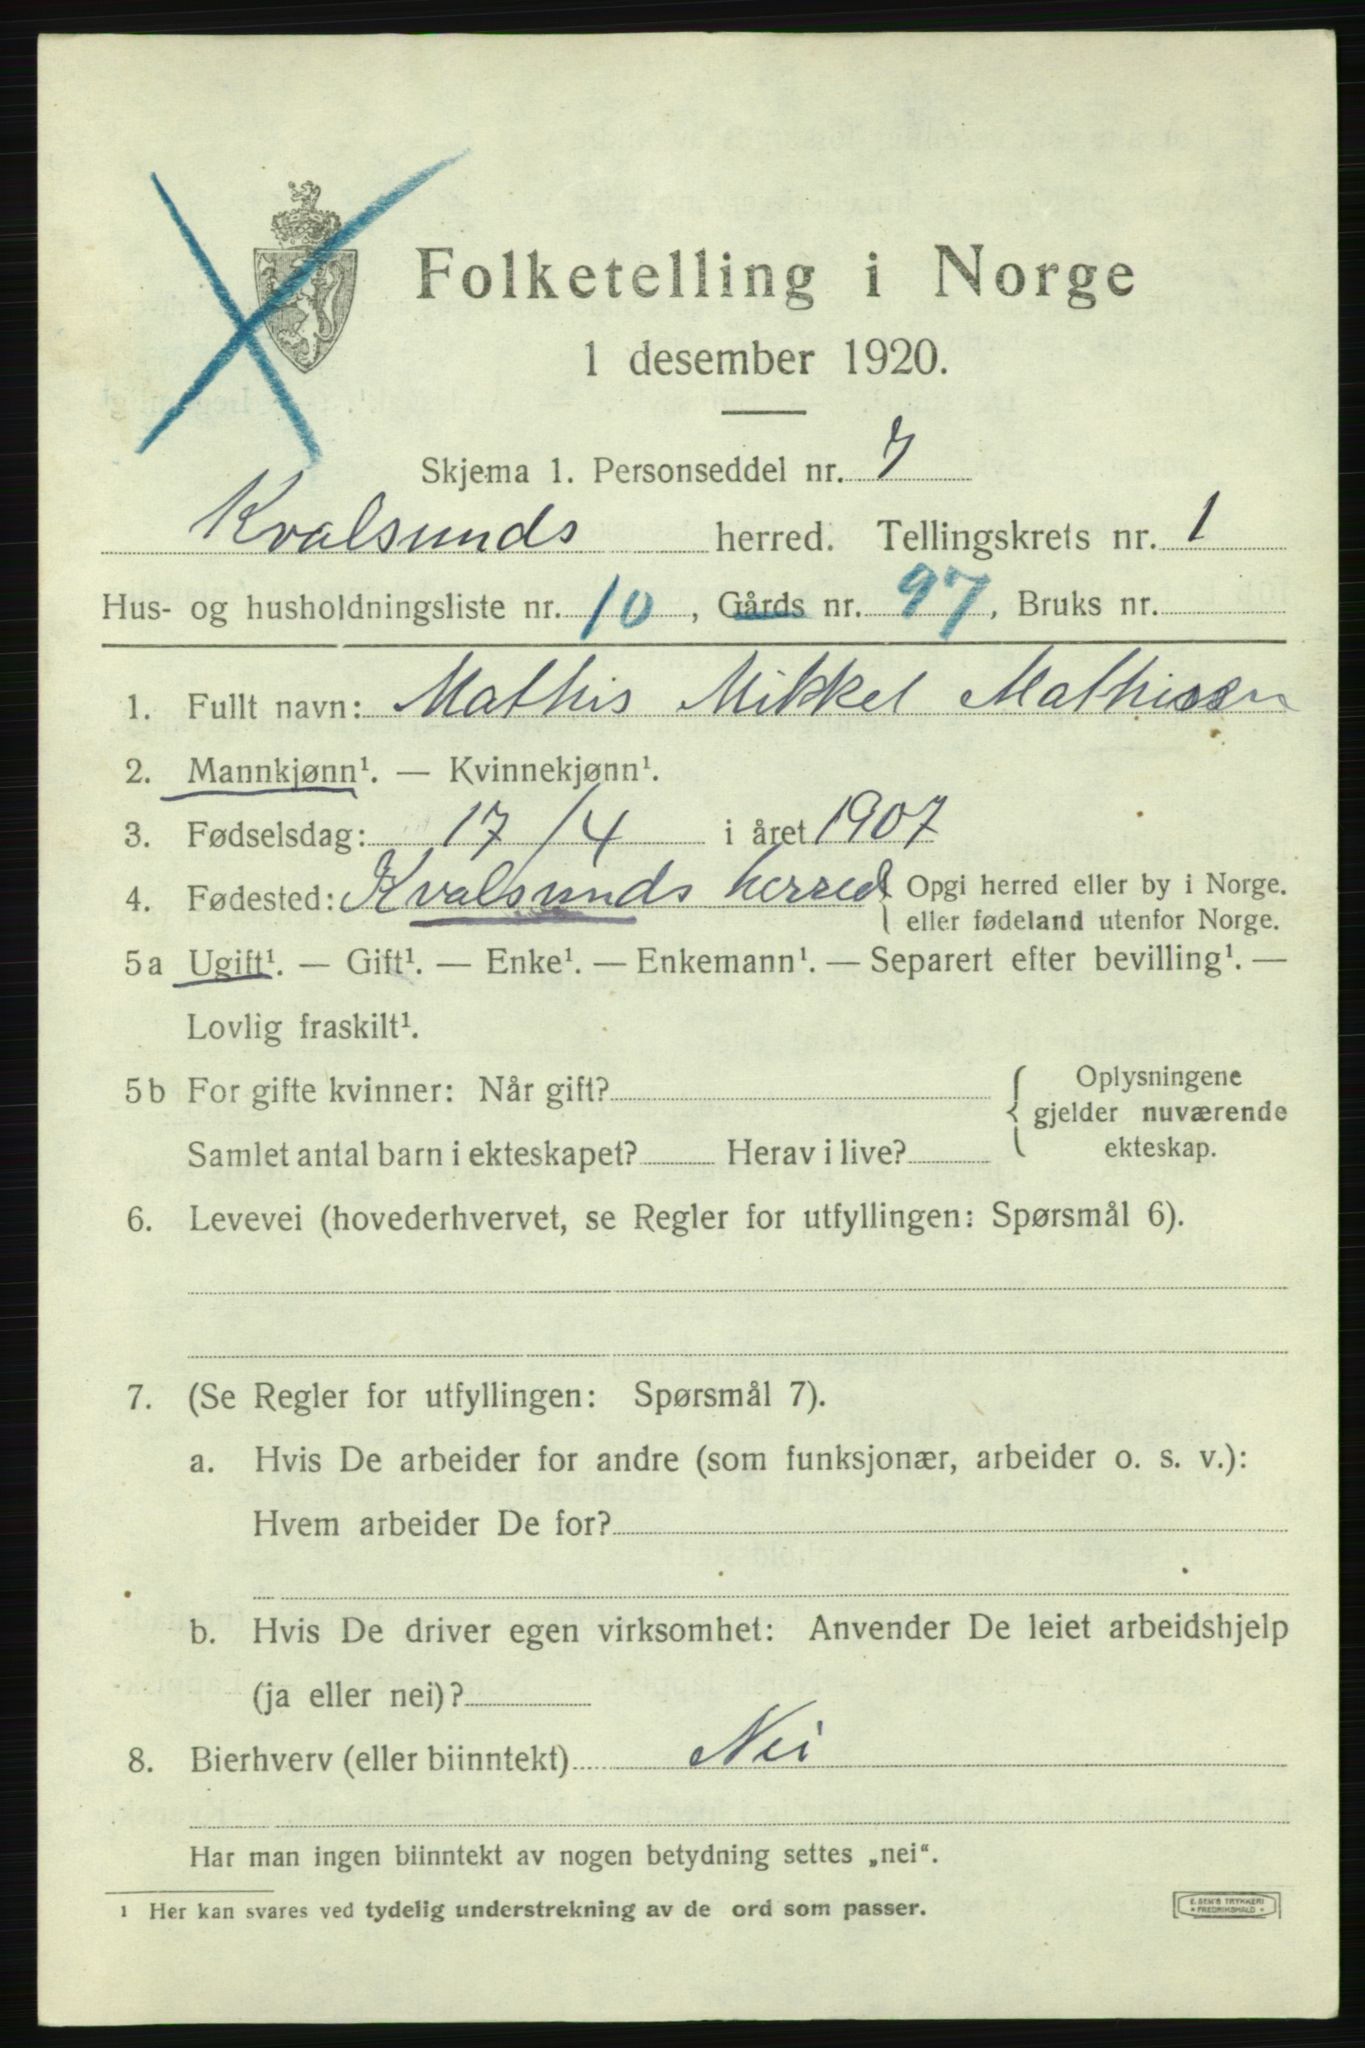 Folketelling i Norge
1 desember 1920.
Skjema 1. Personseddel nr. 7
Kvalsunds herred. Tellingskrets nr. 1
Hus- og husholdningsliste nr. 10, Gårds nr. 97, Bruks nr.
1. Fullt navn: Mathis Mikkel Mathissen
2. Mannkjønn¹. — Kvinnekjønn¹.
3. Fødselsdag: 17/4 i året 1907
4. Fødested: Kvalsunds herred { Opgi herred eller by i Norge.
eller fødeland utenfor Norge.
5a Ugift¹. — Gift¹. — Enke¹. — Enkemann¹. — Separert efter bevilling¹. —
Lovlig fraskilt¹.
5b For gifte kvinner: Når gift?
Samlet antal barn i ekteskapet? Herav i live?
{ Oplysningene
gjelder nuværende
ekteskap.
6. Levevei (hovederhvervet, se Regler for utfyllingen: Spørsmål 6).
7. (Se Regler for utfyllingen: Spørsmål 7).
a. Hvis De arbeider for andre (som funksjonær, arbeider o. s. v.):
Hvem arbeider De for?
b. Hvis De driver egen virksomhet: Anvender De leiet arbeidshjelp
(ja eller nei)?
8. Bierhverv (eller biinntekt) Nei
Har man ingen biinntekt av nogen betydning settes „nei“.
1 Her kan svares ved tydelig understrekning av de ord som passer.
E. SEM'S TRYKKERI
FREDRIKSHALD